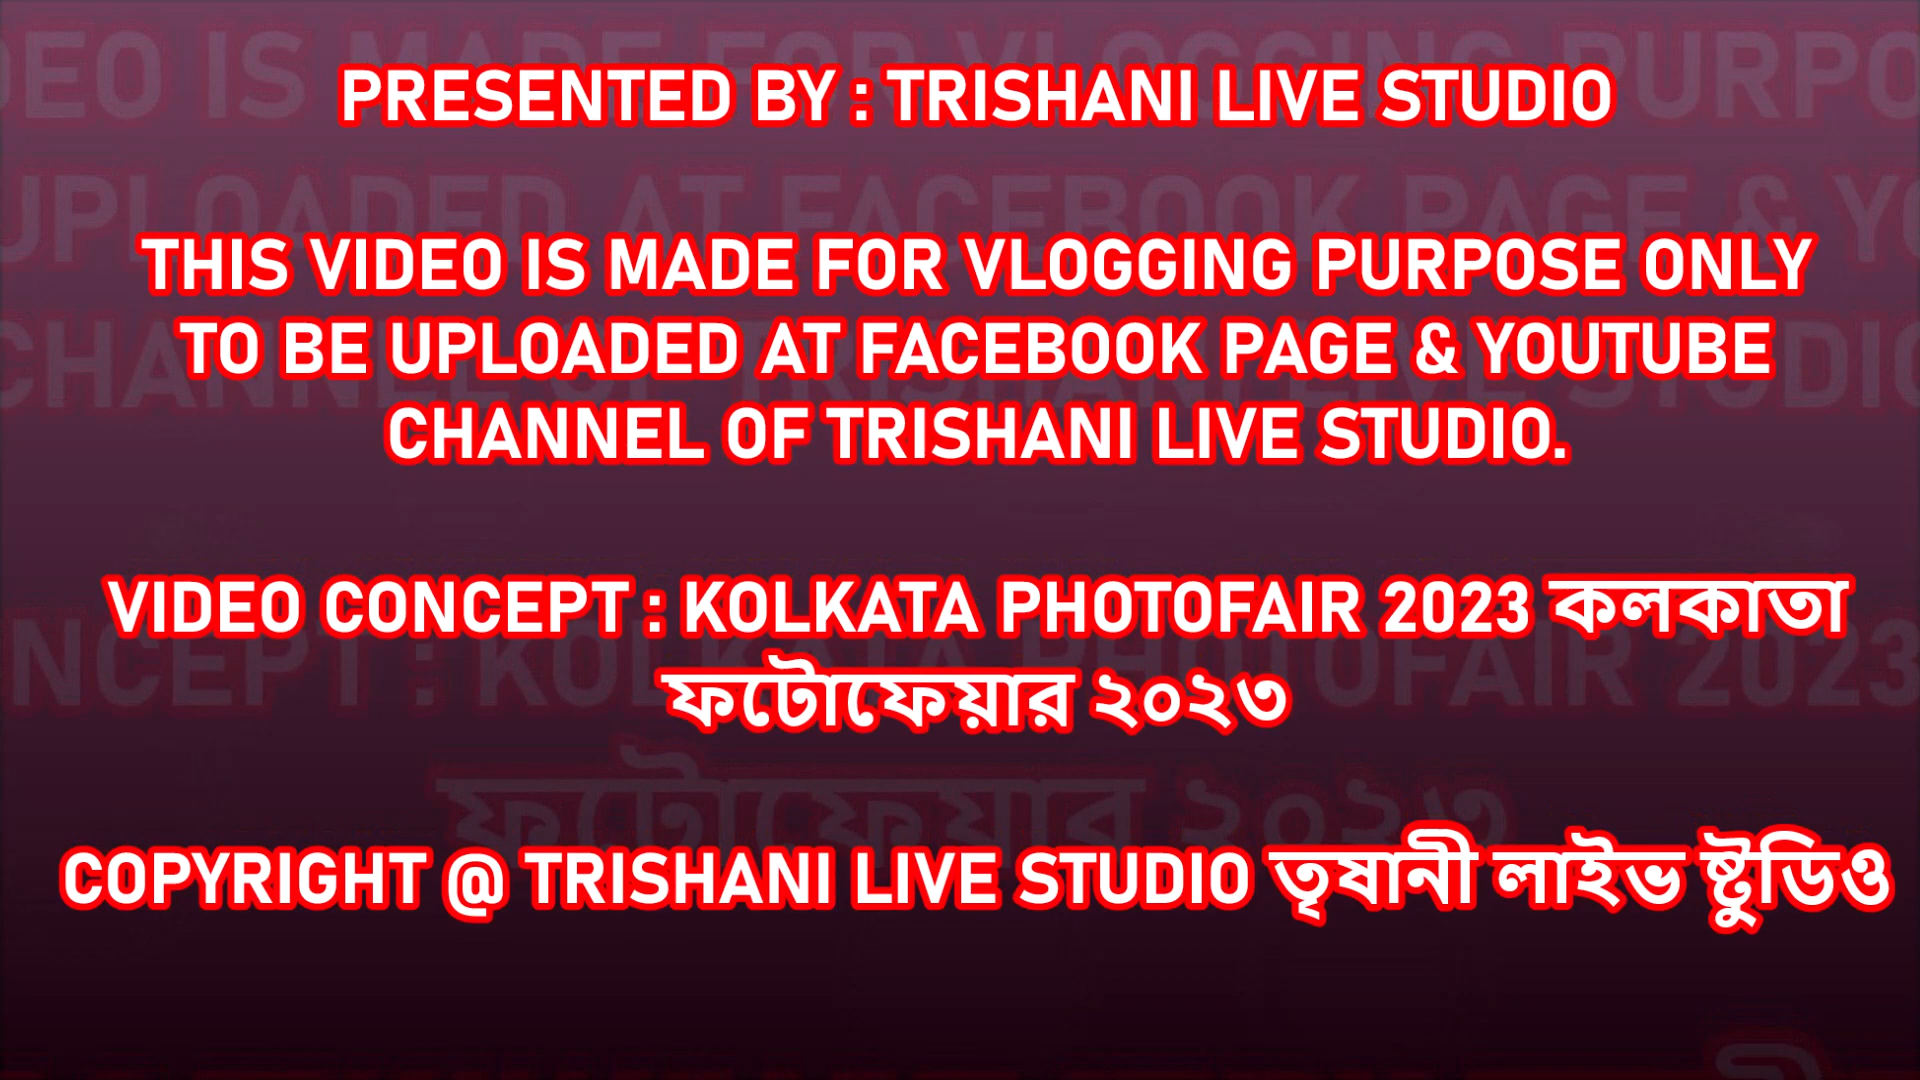 PRESENTED BY : TRISHANI LIVE STUDIO
THIS VIDEO IS MADE FOR VLOGGING PURPOSE ONLY
TO BE UPLOADED AT FACEBOOK PAGE & YOUTUBE
CHANNEL OF TRISHANI LIVE STUDIO.
VIDEO CONCEPT : KOLKATA PHOTOFAIR 2023 কলকাতা
ফটোফেয়ার ২০২৩
COPYRIGHT @ TRISHANI LIVE STUDIO তৃষানী লাইভ ষ্টুডিও